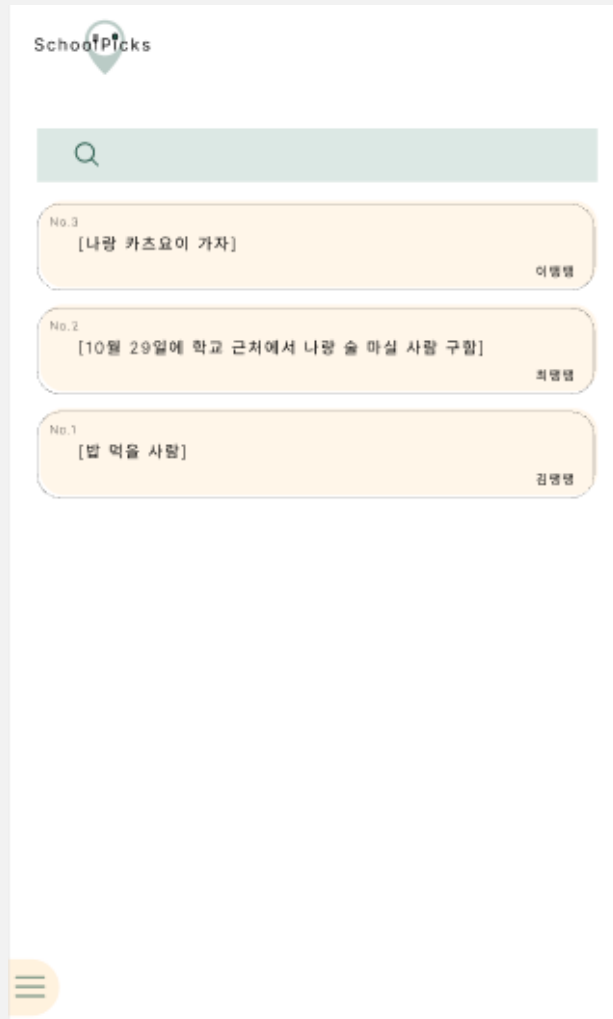 SchoolPicks
No.3
[나랑 카츠요이 가자]
이땡땡
No.2
[10월 29일에 학교 근처에서 나랑 술 마실 사람 구함]
최땡땡
No.1
[밥 먹을 사람]
김땡땡